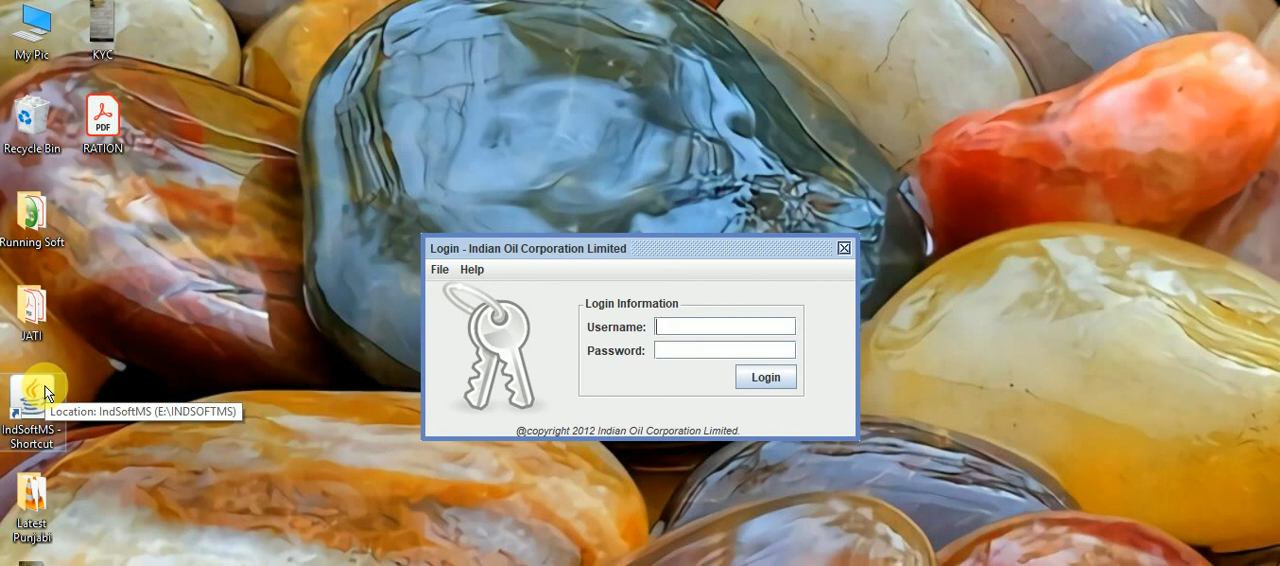 My Pic
KYC
Recycle Bin
PDF
RATION
Running Soft
JATI
Location: IndSoftMS (E:\INDSOFTMS)
IndSoftMS -
Shortcut
Latest
Punjabi
Login - Indian Oil Corporation Limited
File Help
Login Information
Username:
Password:
Login
@copyright 2012 Indian Oil Corporation Limited.